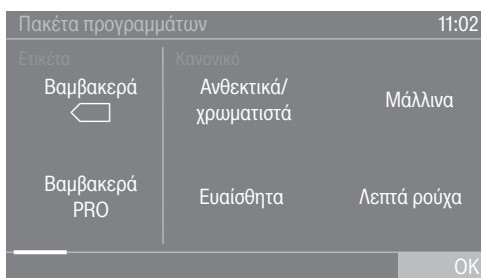 Πακέτα προγραμμάτων 11:02
Ετικέτα Κανονικό
Βαμβακερά
Ανθεκτικά/
χρωματιστά
Μάλλινα
Βαμβακερά
PRO
Ευαίσθητα
Λεπτά ρούχα
OK